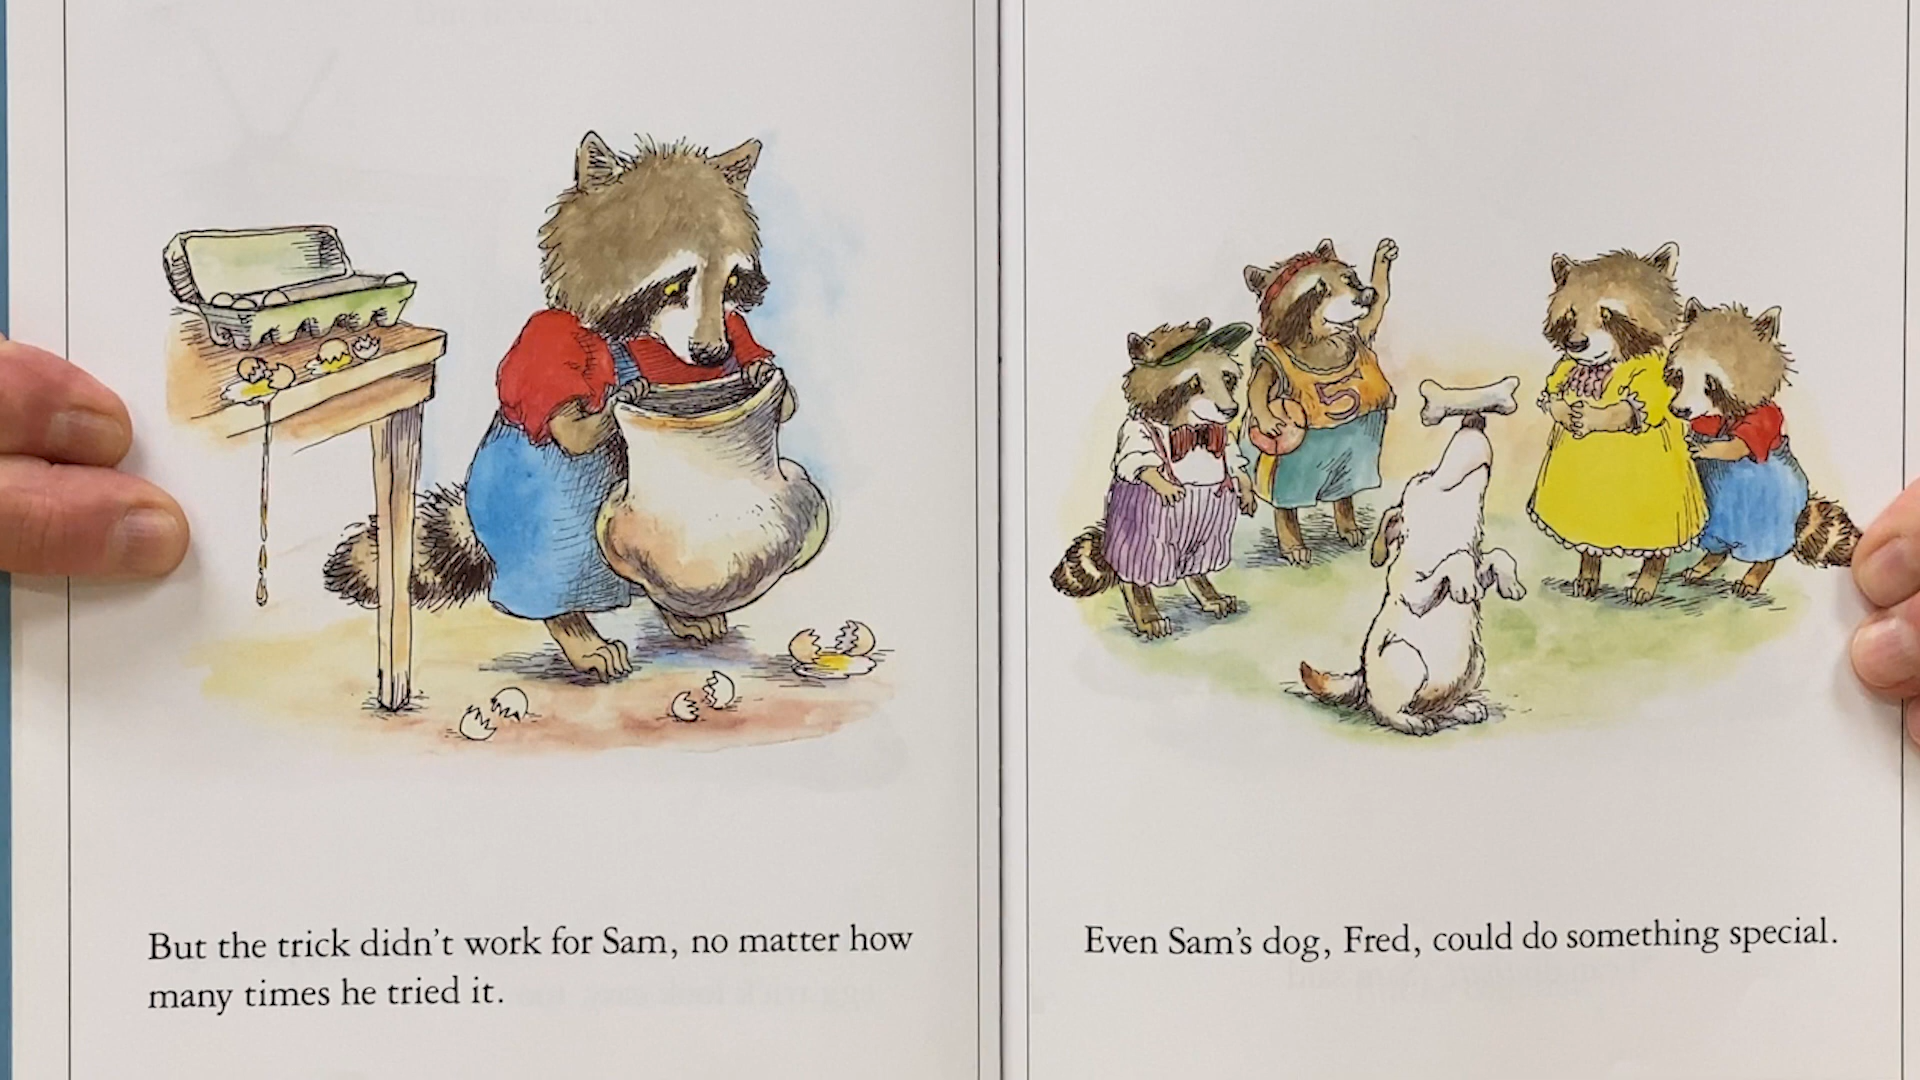 5
But the trick didn't work for Sam, no matter how
many times he tried it.
Even Sam's dog, Fred, could do something special.